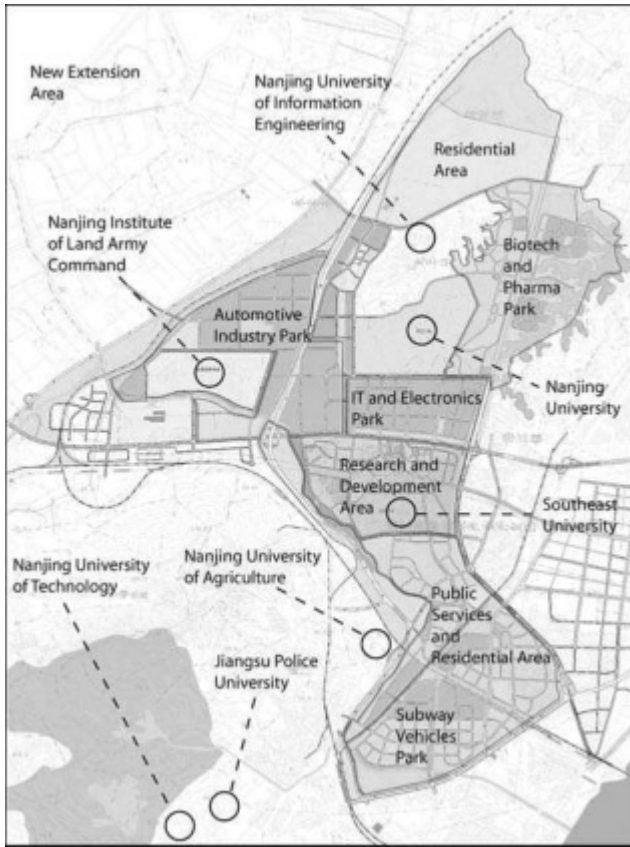 New Extension
Area
Nanjing University
of Information
Engineering
Residential
Area
Nanjing Institute
of Land Army
Command
Biotech
and
Pharma
Park
Automotive
Industry Park
IT and Electronics
Park
Nanjing
University
Research and
Development
Area
Southeast
University
Nanjing University
of Technology
Nanjing University
of Agriculture
Public
Services
and
Residential Area
Jiangsu Police
University
Subway
Vehicles
Park